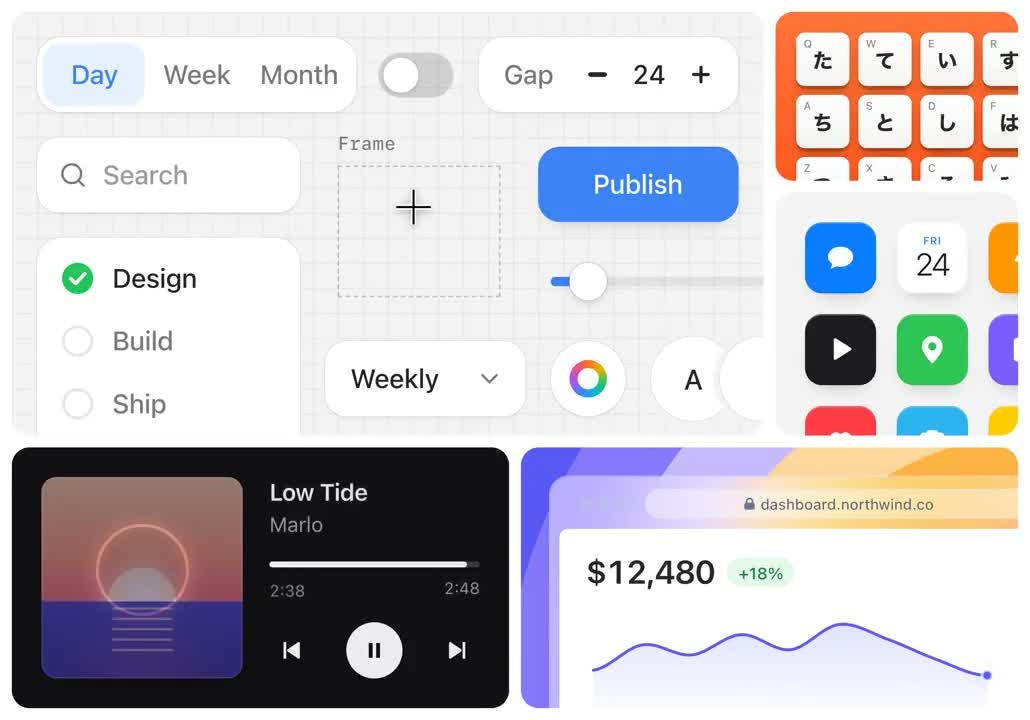 Day Week Month
Gap − 24 +
Search
Frame
Publish
Design
Build
Ship
Weekly
A
Q W E R
た て い す
A S D F
ち と し は
Z X C V
FRI
24
Low Tide
Marlo
2:38 2:48
dashboard.northwind.co
$12,480 +18%